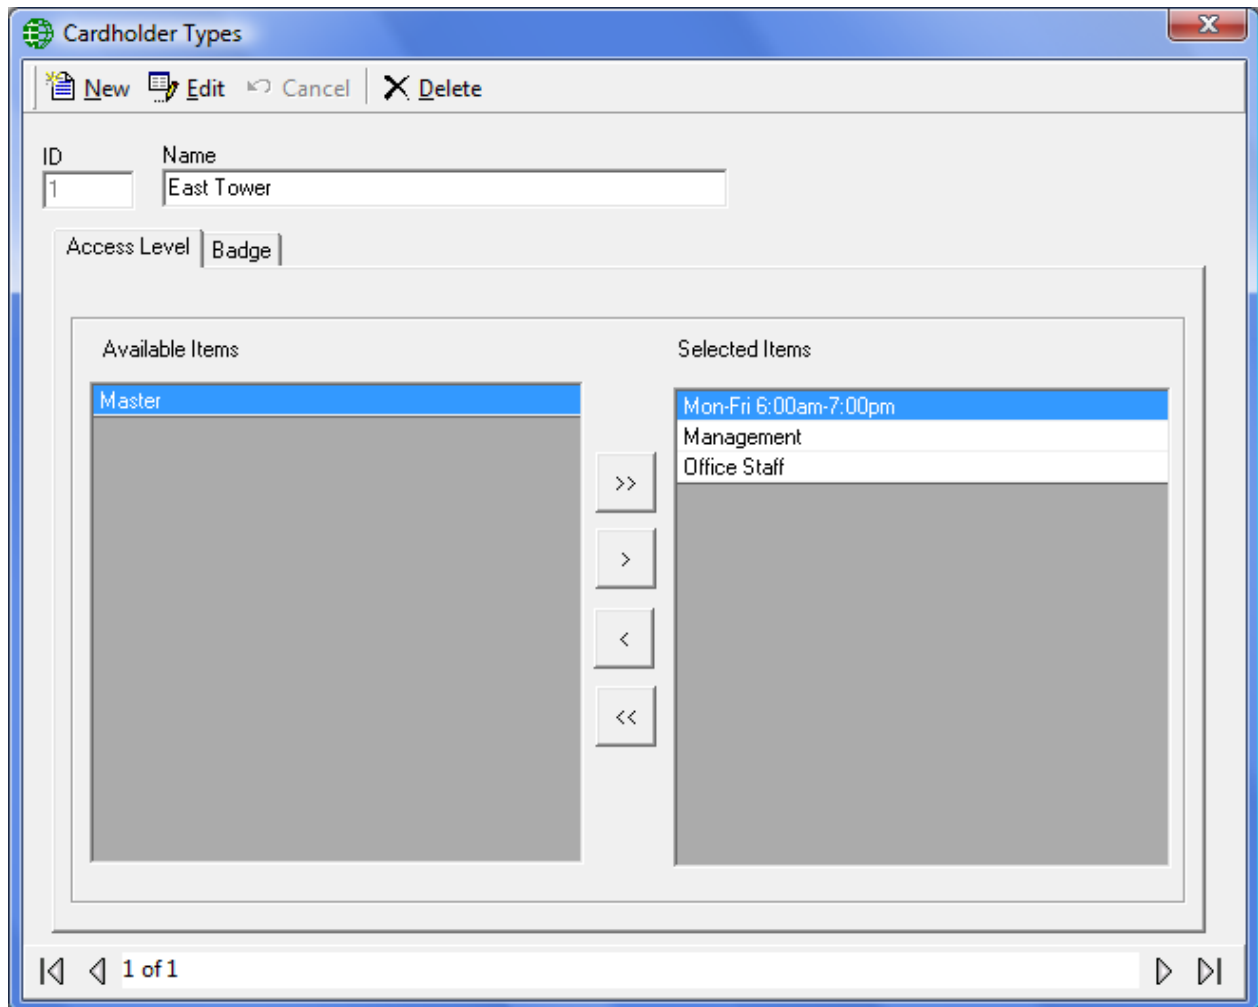 Cardholder Types
X
New Edit Cancel Delete
ID Name
1 East Tower
Access Level Badge
Available Items Selected Items
Master Mon-Fri 6:00am-7:00pm
Management
Office Staff
>>
>
<
<<
1 of 1